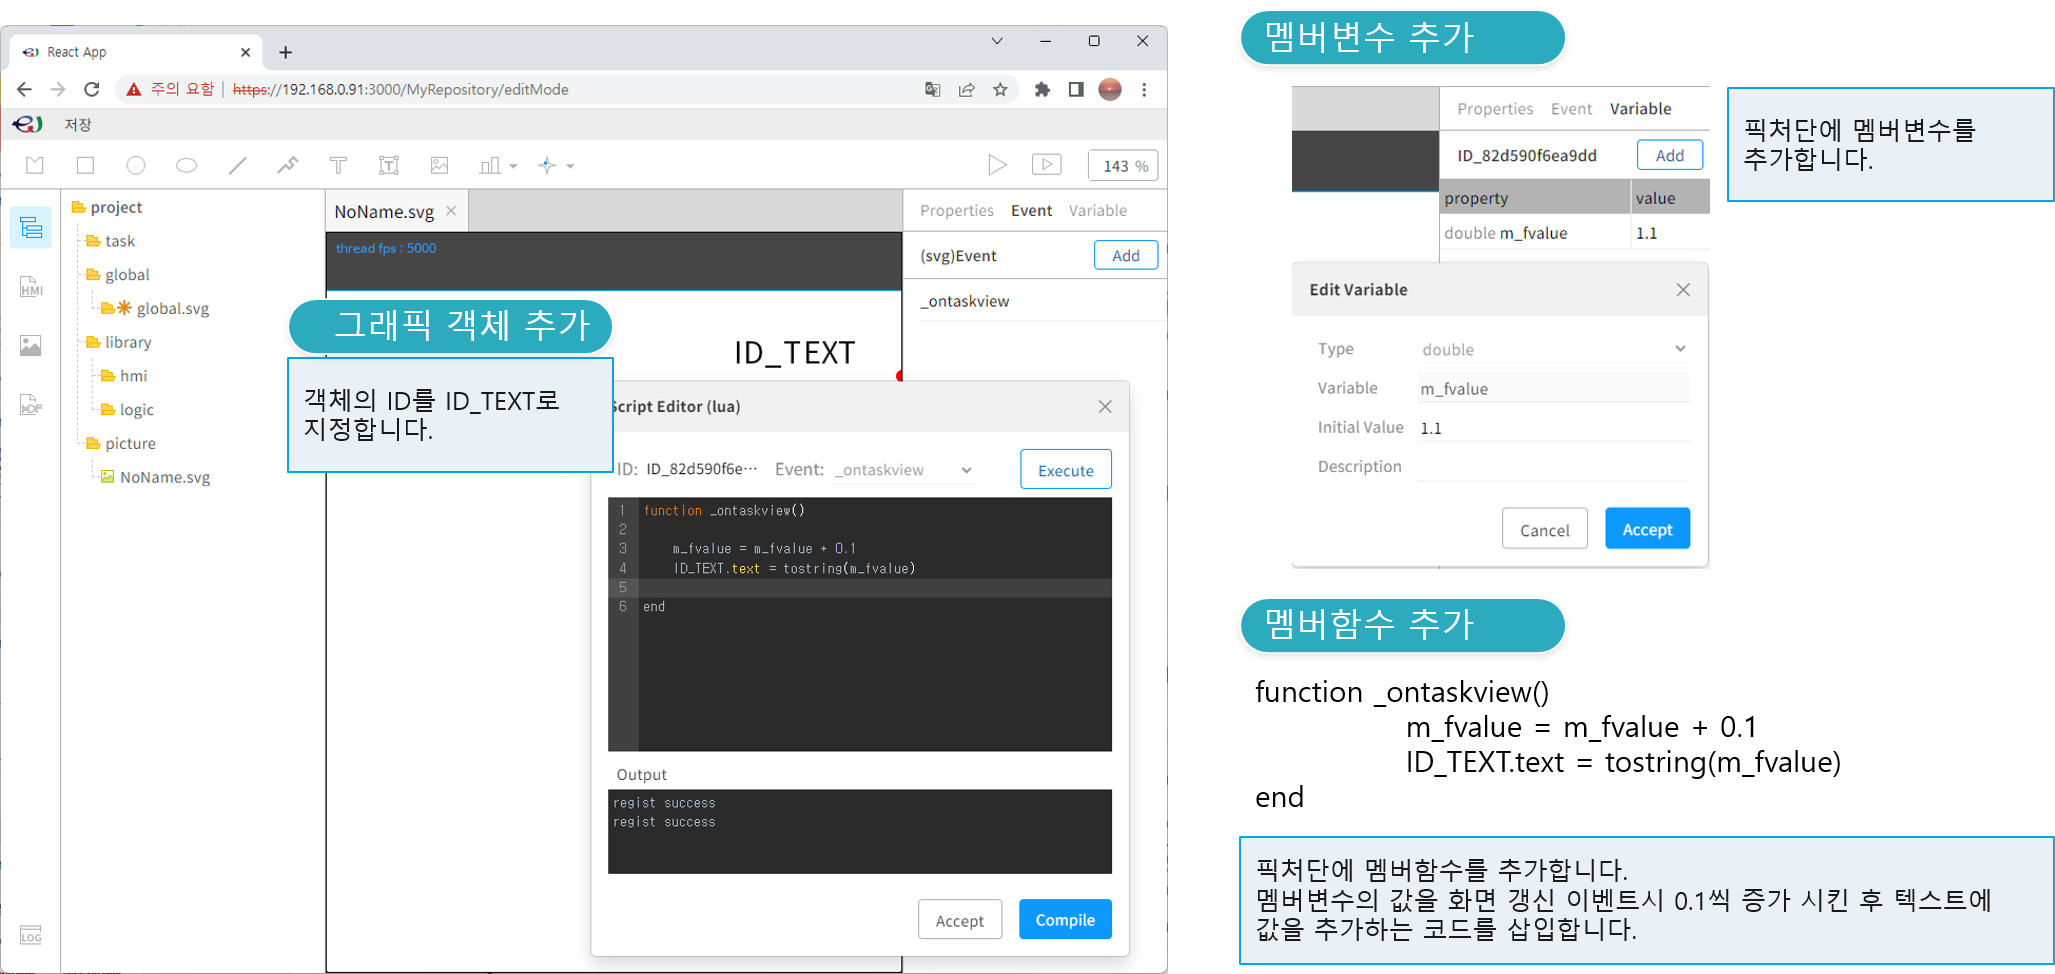 React App
주의 요함 | https://192.168.0.91:3000/MyRepository/editMode
저장
143 %
HMI
PDF
LOG
project
task
global
global.svg
library
hmi
logic
picture
NoName.svg
NoName.svg
thread fps : 5000
ID_TEXT
Properties Event Variable
(svg)Event Add
_ontaskview
그래픽 객체 추가
객체의 ID를 ID_TEXT로
지정합니다.
Script Editor (lua)
ID: ID_82d590f6e··· Event: _ontaskview Execute
1 function _ontaskview()
2
3 m_fvalue = m_fvalue + 0.1
4 ID_TEXT.text = tostring(m_fvalue)
5
6 end
Output
regist success
regist success
Accept Compile
멤버변수 추가
Properties Event Variable
ID_82d590f6ea9dd Add
property value
double m_fvalue 1.1
픽처단에 멤버변수를
추가합니다.
Edit Variable
Type double
Variable m_fvalue
Initial Value 1.1
Description
Cancel Accept
멤버함수 추가
function _ontaskview()
m_fvalue = m_fvalue + 0.1
ID_TEXT.text = tostring(m_fvalue)
end
픽처단에 멤버함수를 추가합니다.
멤버변수의 값을 화면 갱신 이벤트시 0.1씩 증가 시킨 후 텍스트에
값을 추가하는 코드를 삽입합니다.